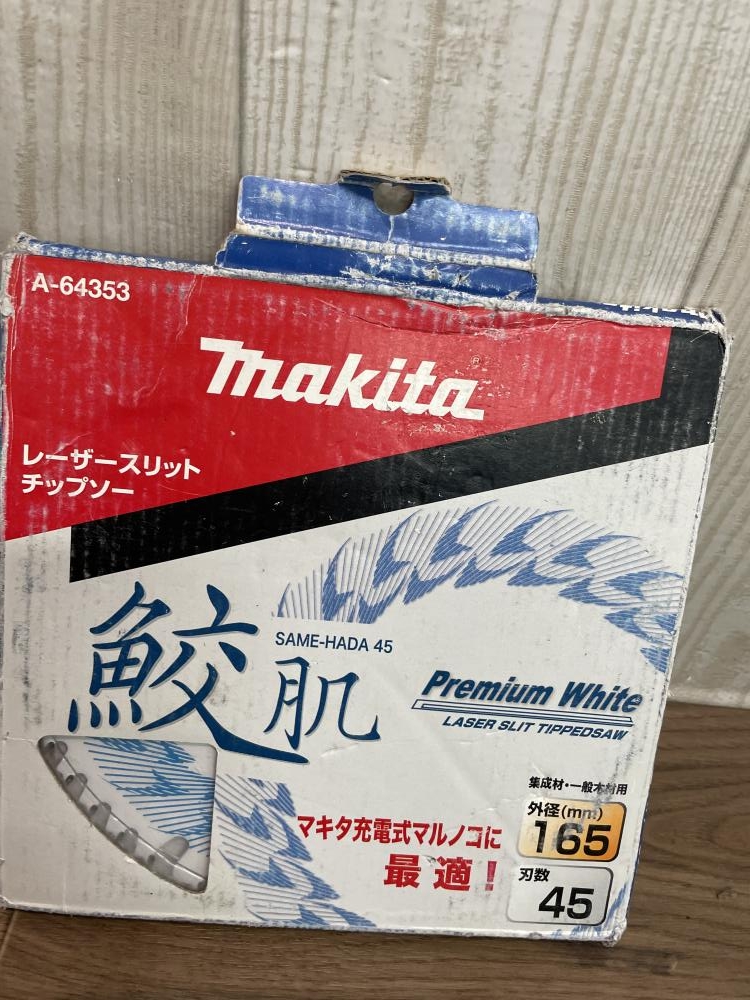 A-64353
makita
レーザースリット
チップソー
鮫肌
SAME-HADA 45
Premium White
LASER SLIT TIPPEDSAW
集成材・一般木材用
外径(mm)
165
マキタ充電式マルノコに
最適!
刃数
45